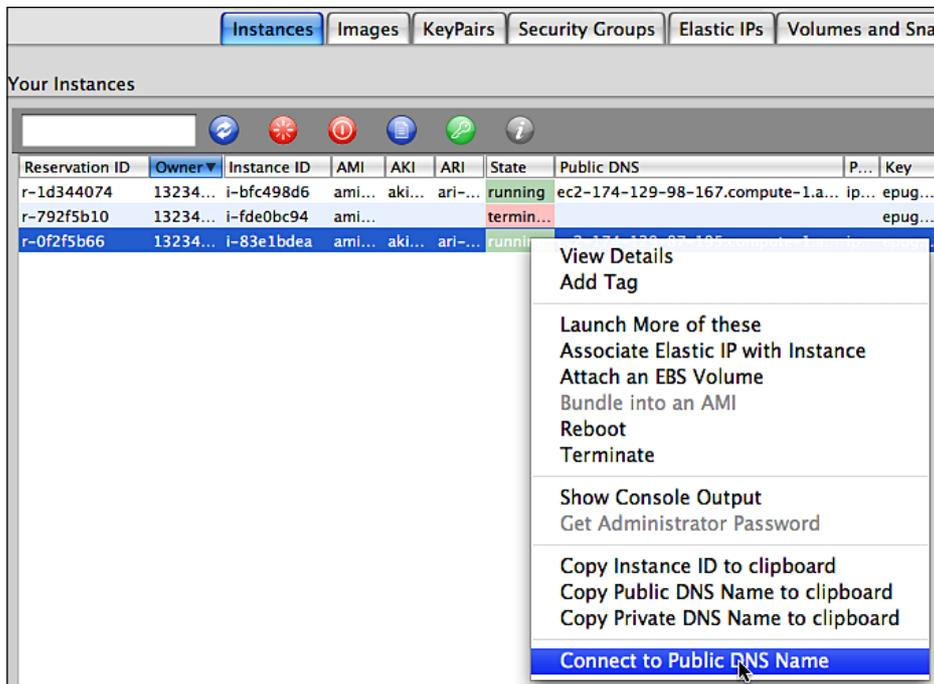 Instances Images KeyPairs Security Groups Elastic IPs Volumes and Sna
Your Instances
Reservation ID Owner▼ Instance ID AMI AKI ARI State Public DNS P... Key
r-1d344074 13234... i-bfc498d6 ami... aki... ari-... running ec2-174-129-98-167.compute-1.a... ip... epug...
r-792f5b10 13234... i-fde0bc94 ami... termin... epug...
r-0f2f5b66 13234... i-83e1bdea ami... aki... ari-...
View Details
Add Tag
Launch More of these
Associate Elastic IP with Instance
Attach an EBS Volume
Bundle into an AMI
Reboot
Terminate
Show Console Output
Get Administrator Password
Copy Instance ID to clipboard
Copy Public DNS Name to clipboard
Copy Private DNS Name to clipboard
Connect to Public DNS Name